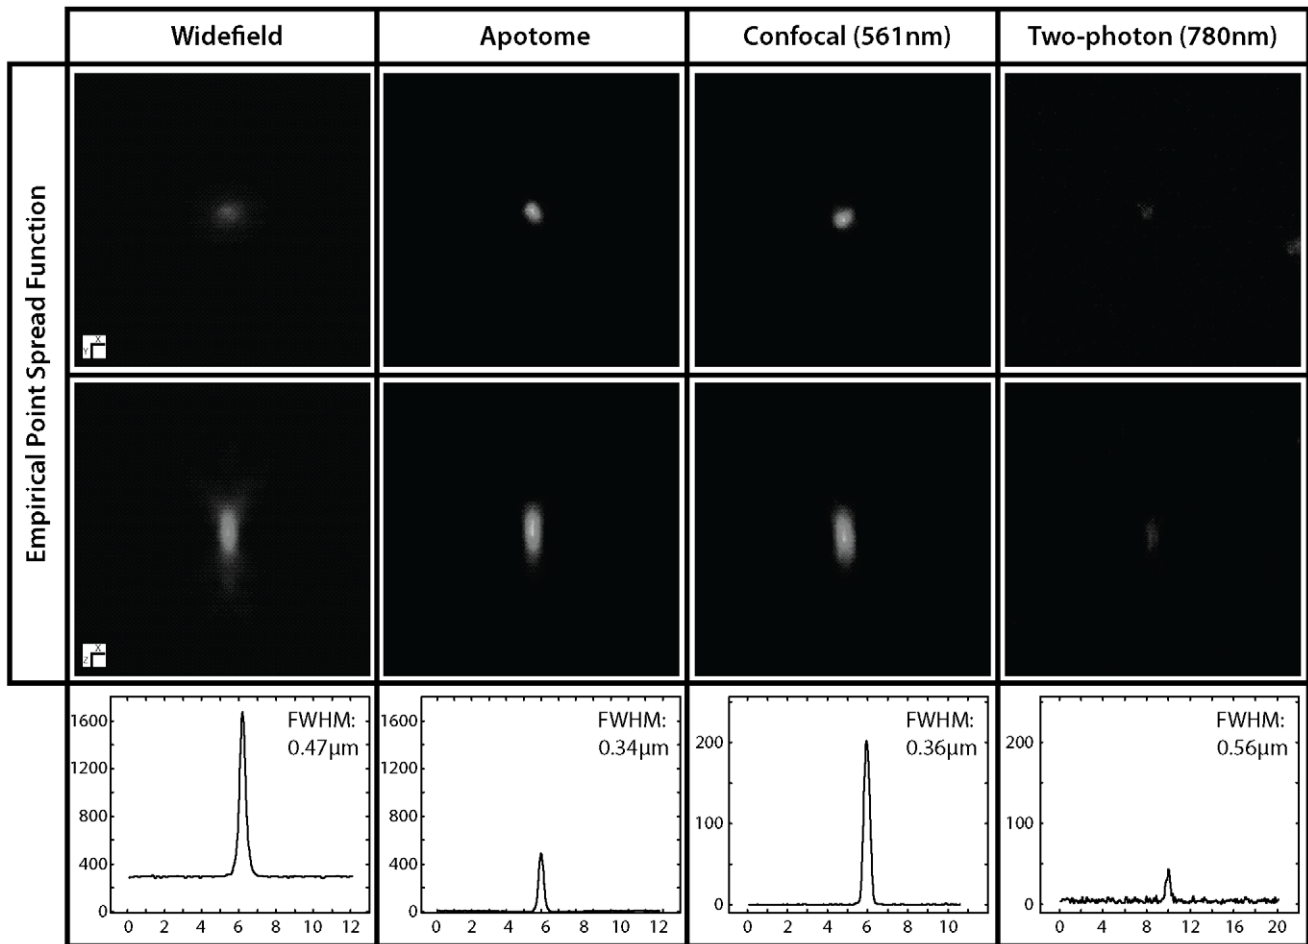 Widefield
Apotome
Confocal (561nm)
Two-photon (780nm)
Empirical Point Spread Function
X
Y
X
Z
1600
1200
800
400
0
FWHM:
0.47µm
0 2 4 6 8 10 12
1600
1200
800
400
0
FWHM:
0.34µm
0 2 4 6 8 10 12
200
100
0
FWHM:
0.36µm
0 2 4 6 8 10
200
100
0
FWHM:
0.56µm
0 4 8 12 16 20